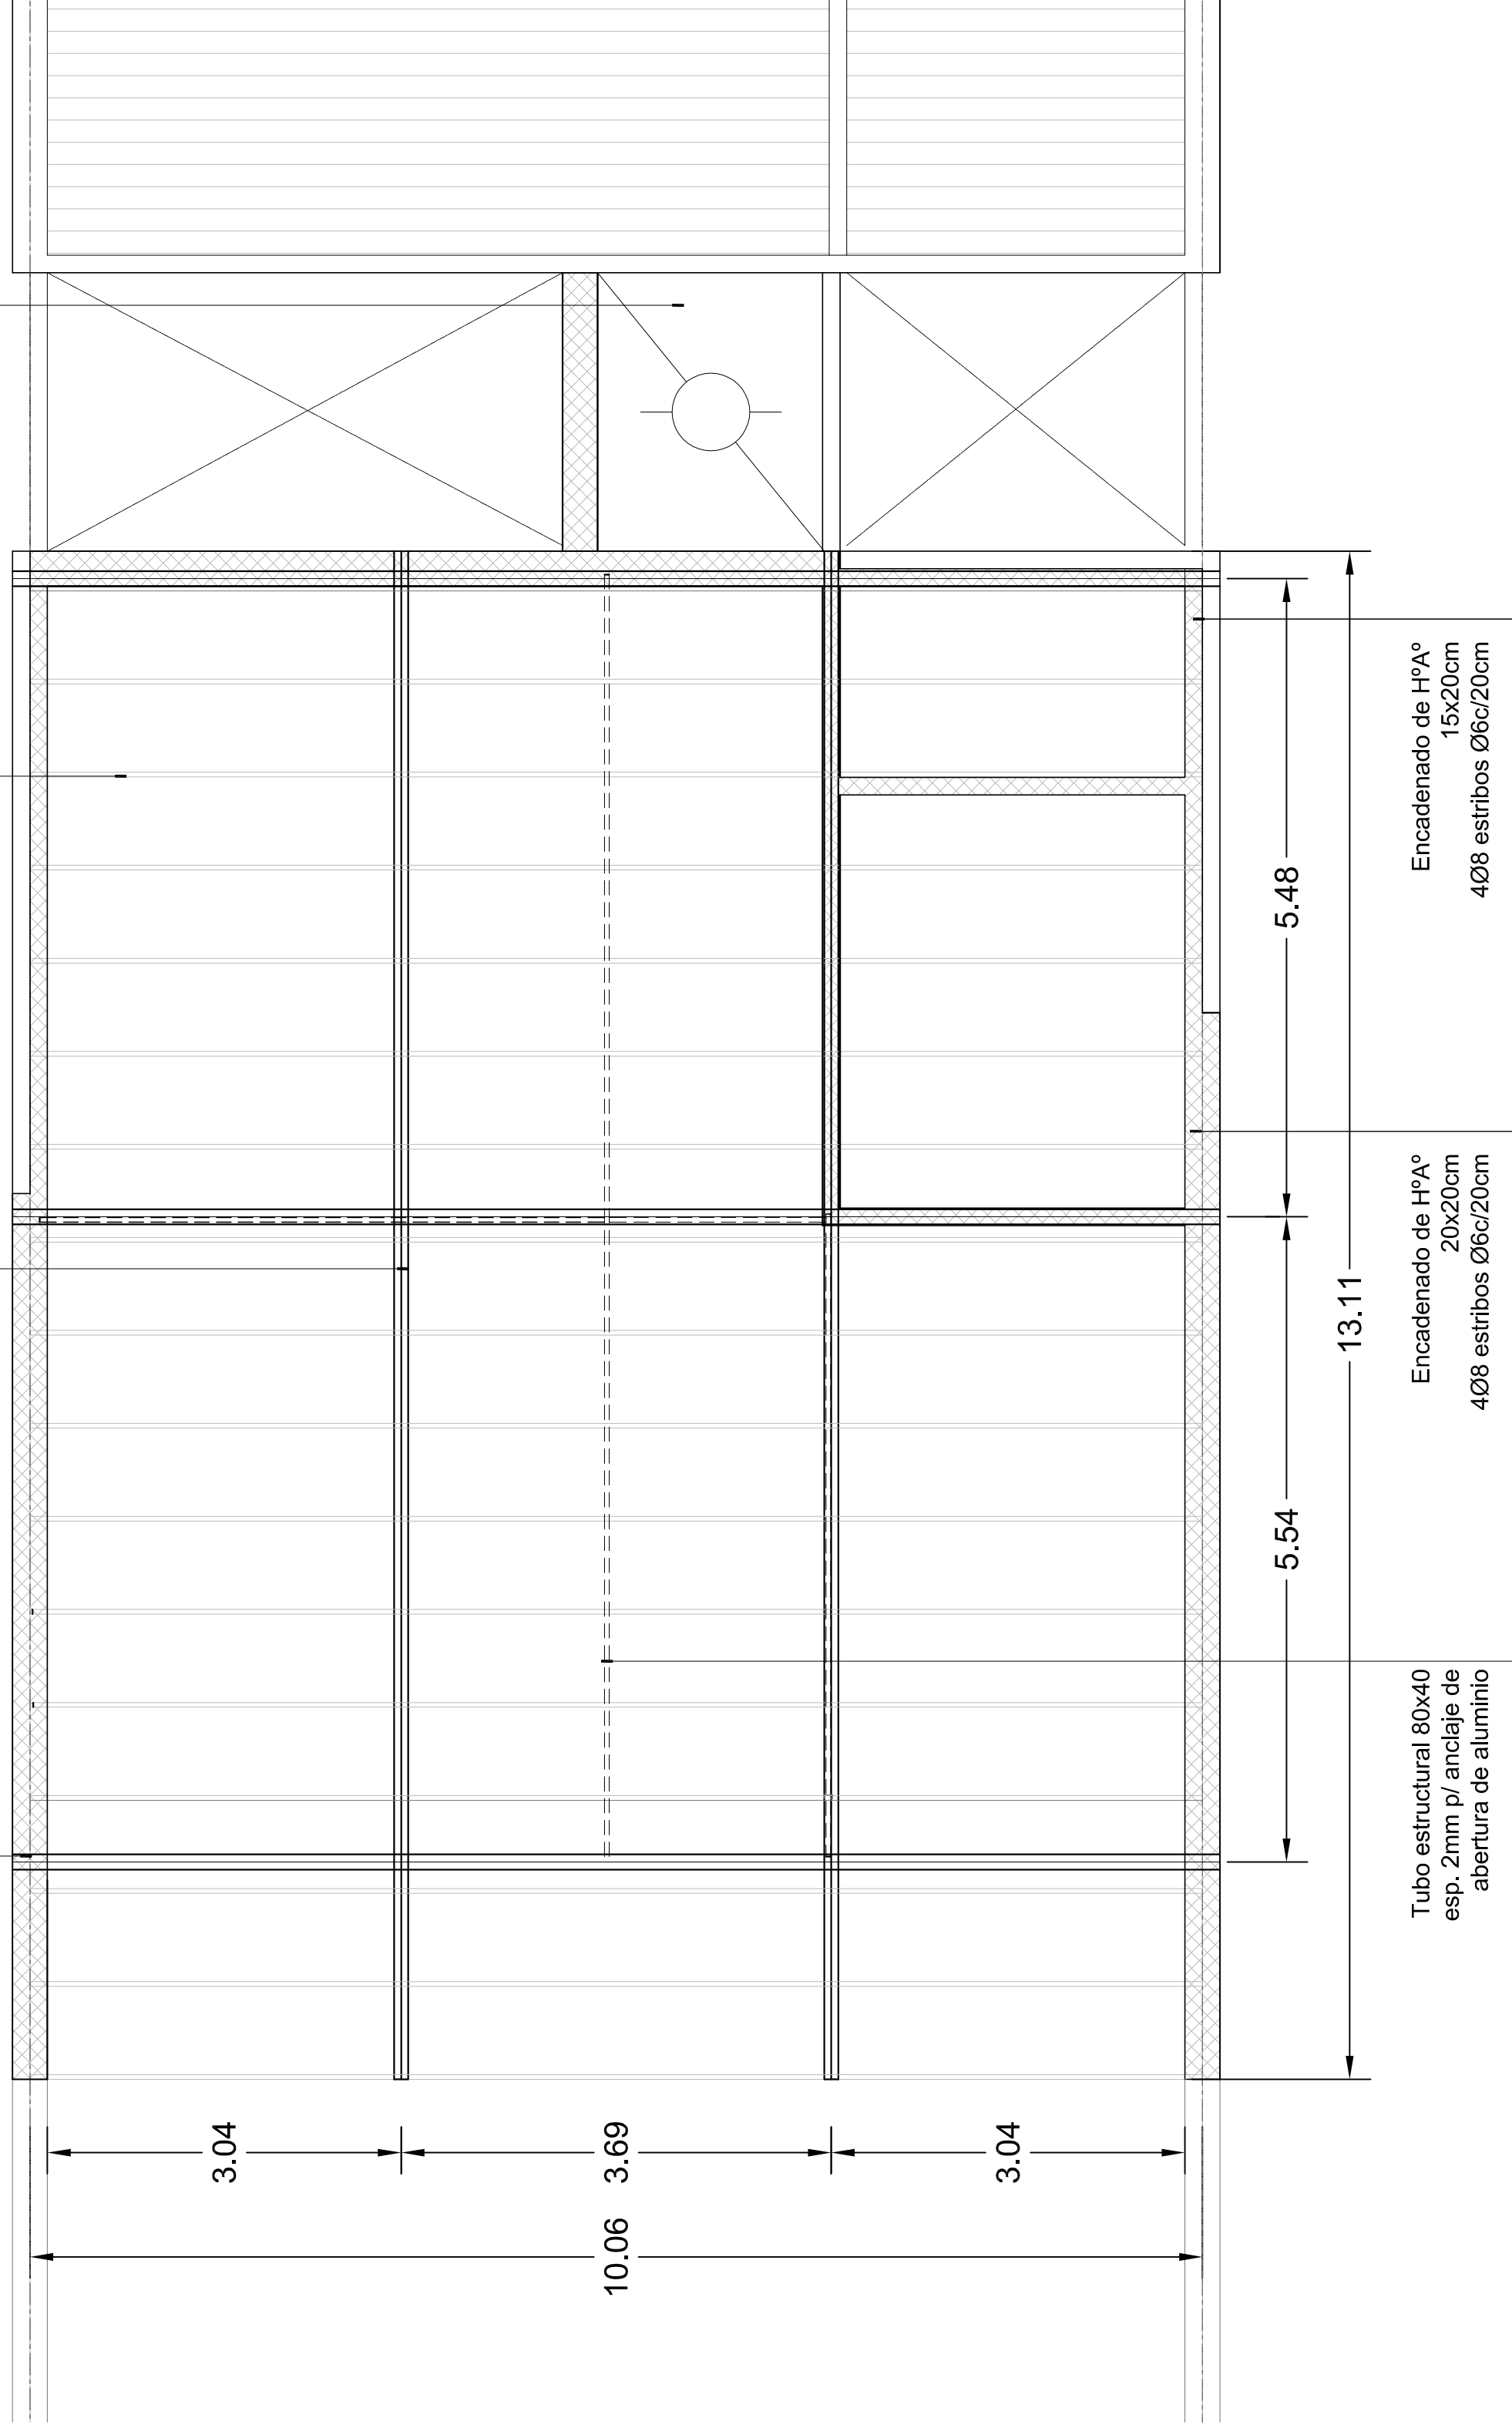 Encadenado de HºAº
15x20cm
4Ø8 estribos Ø6c/20cm
5.48
Encadenado de HºAº
20x20cm
4Ø8 estribos Ø6c/20cm
13.11
5.54
Tubo estructural 80x40
esp. 2mm p/ anclaje de
abertura de aluminio
3.04
3.69
3.04
10.06